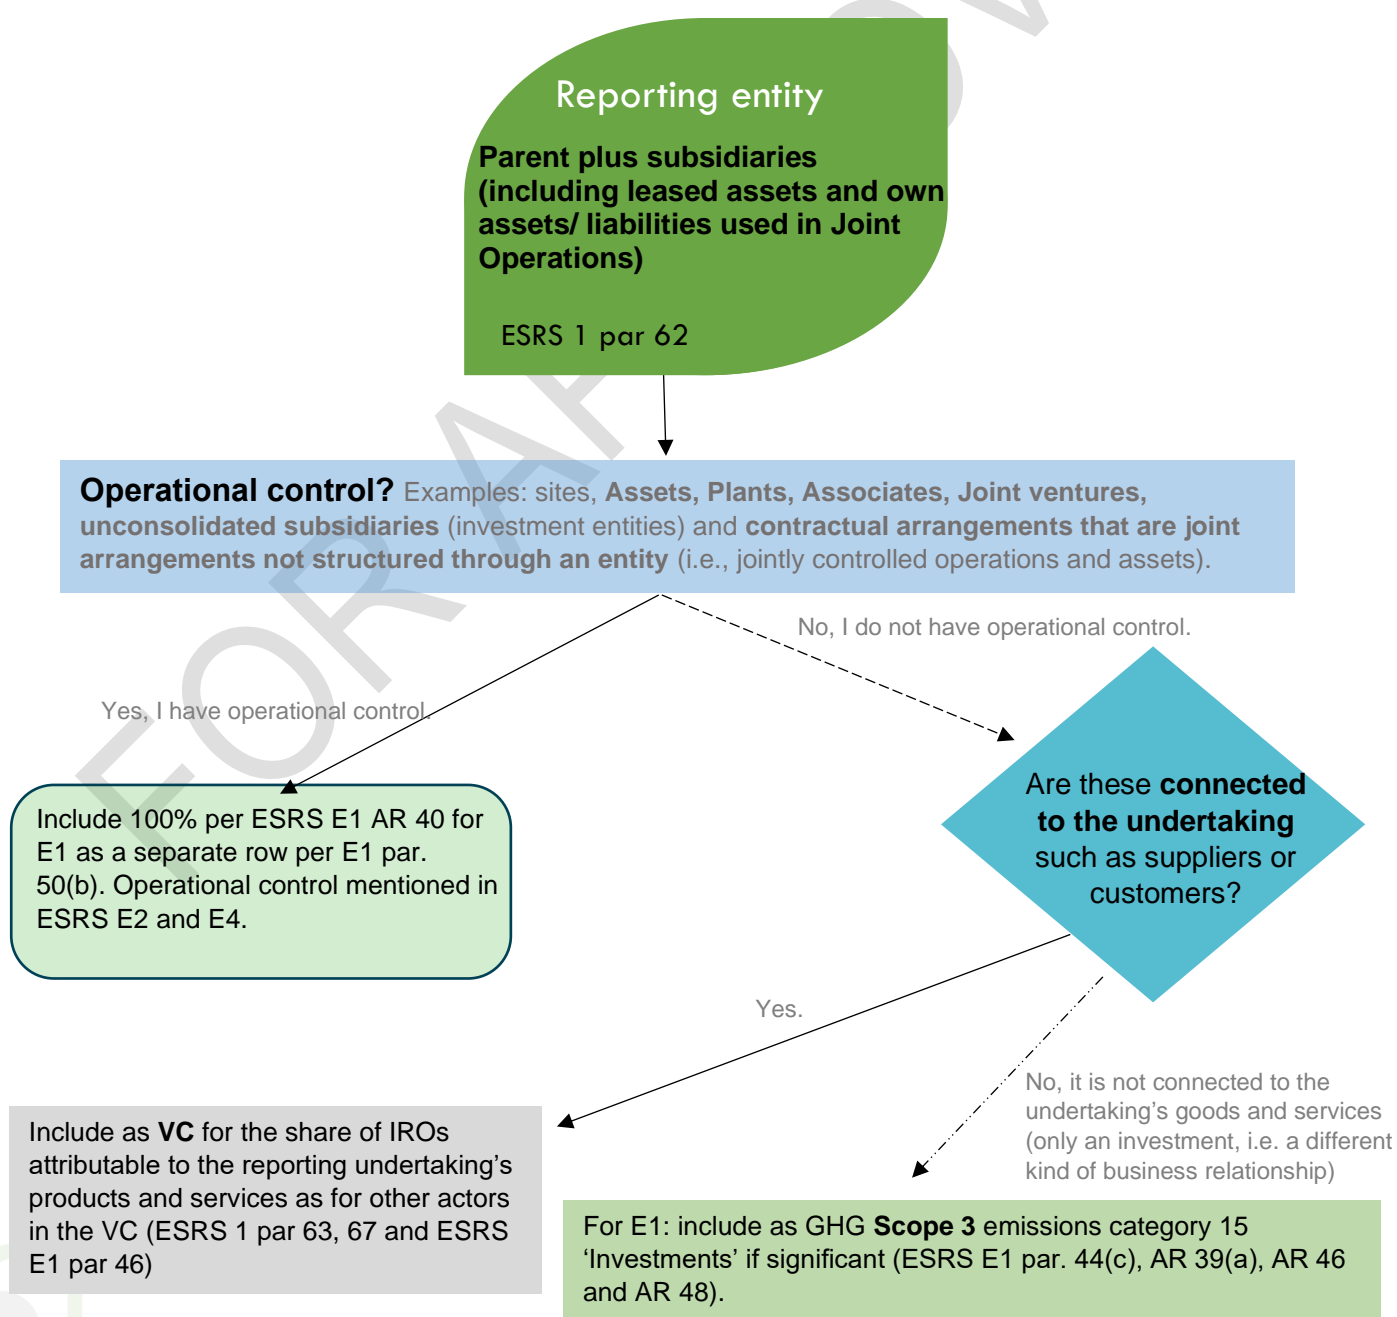 Reporting entity
Parent plus subsidiaries
(including leased assets and own
assets/ liabilities used in Joint
Operations)
ESRS 1 par 62
Operational control? Examples: sites, Assets, Plants, Associates, Joint ventures,
unconsolidated subsidiaries (investment entities) and contractual arrangements that are joint
arrangements not structured through an entity (i.e., jointly controlled operations and assets).
No, I do not have operational control.
Yes, I have operational control.
Are these connected
to the undertaking
such as suppliers or
customers?
Include 100% per ESRS E1 AR 40 for
E1 as a separate row per E1 par.
50(b). Operational control mentioned in
ESRS E2 and E4.
Yes.
No, it is not connected to the
undertaking's goods and services
(only an investment, i.e. a different
kind of business relationship)
Include as VC for the share of IROs
attributable to the reporting undertaking's
products and services as for other actors
in the VC (ESRS 1 par 63, 67 and ESRS
E1 par 46)
For E1: include as GHG Scope 3 emissions category 15
‘Investments’ if significant (ESRS E1 par. 44(c), AR 39(a), AR 46
and AR 48).
FOR